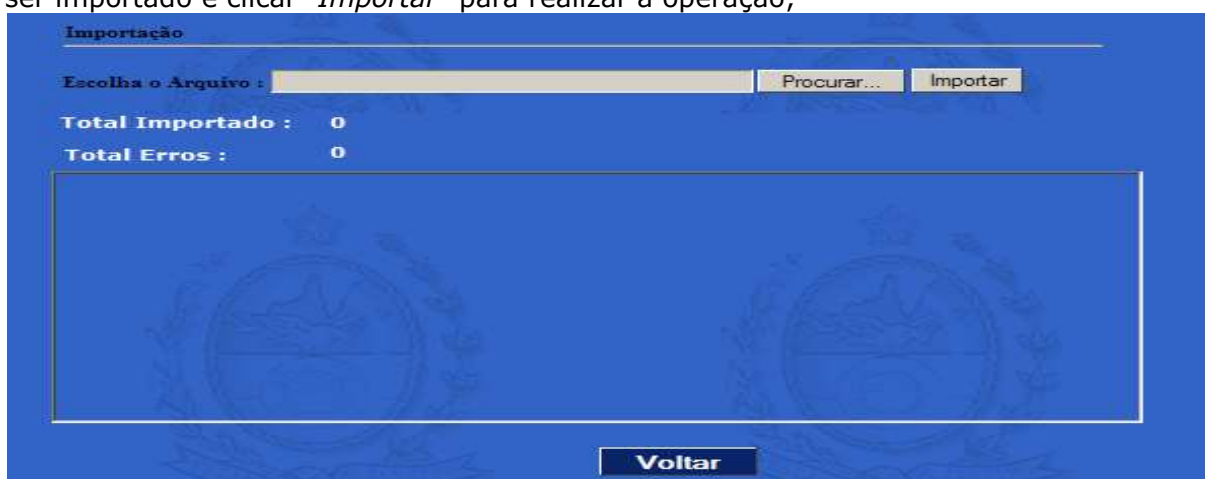 ser importado e clicar "Importar" para realizar a operação;
Importação
Escolha o Arquivo : Procurar... Importar
Total Importado : 0
Total Erros : 0
Voltar